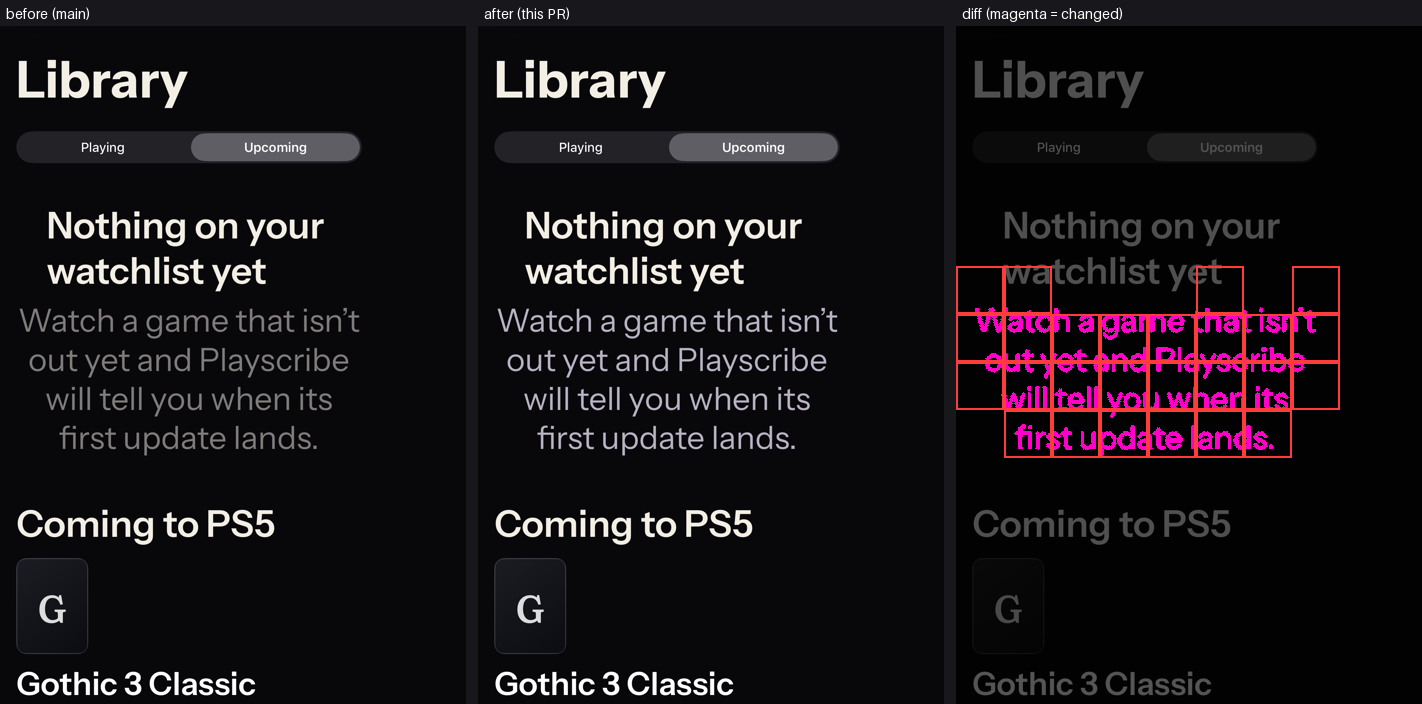 before (main)
Library
Playing
Upcoming
Nothing on your
watchlist yet
Watch a game that isn’t
out yet and Playscribe
will tell you when its
first update lands.
Coming to PS5
G
Gothic 3 Classic
after (this PR)
Library
Playing
Upcoming
Nothing on your
watchlist yet
Watch a game that isn’t
out yet and Playscribe
will tell you when its
first update lands.
Coming to PS5
G
Gothic 3 Classic
diff (magenta = changed)
Library
Playing
Upcoming
Nothing on your
watchlist yet
Watch a game that isn’t
out yet and Playscribe
will tell you when its
first update lands.
Coming to PS5
G
Gothic 3 Classic